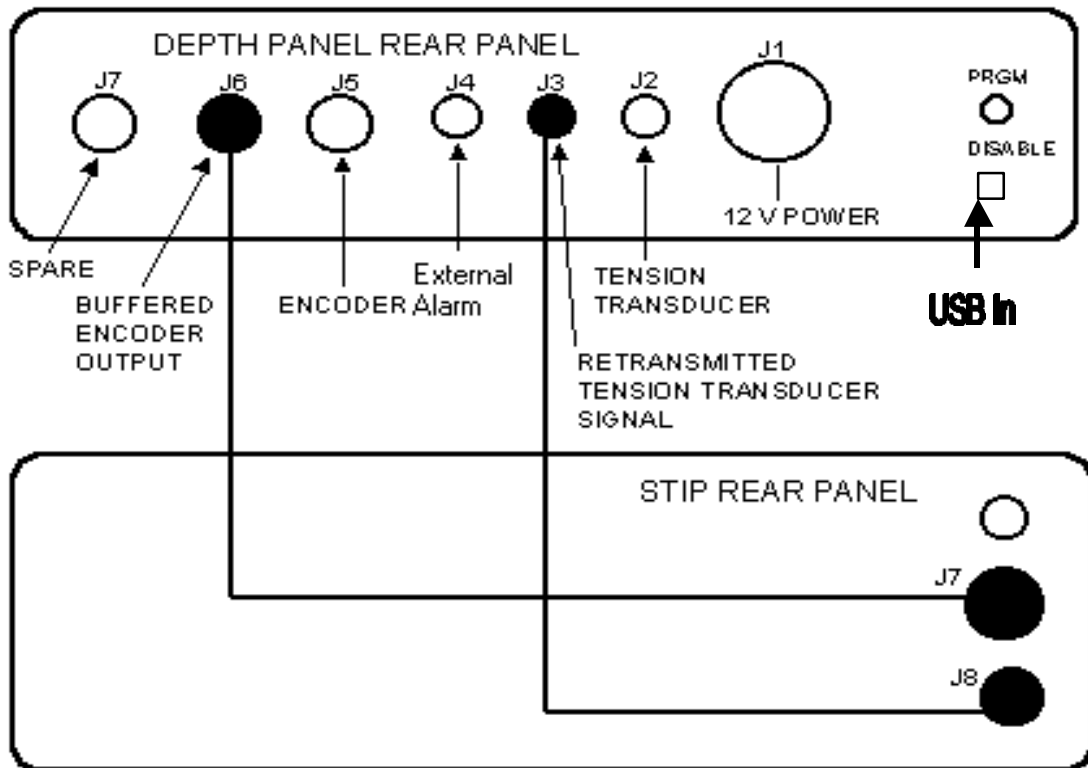 DEPTH PANEL REAR PANEL
J7
J6
J5
J4
J3
J2
J1
PRGM
DISABLE
12 V POWER
SPARE
BUFFERED
ENCODER
OUTPUT
ENCODER
External
Alarm
TENSION
TRANSDUCER
USB In
RETRANSMITTED
TENSION TRANSDUCER
SIGNAL
STIP REAR PANEL
J7
J8